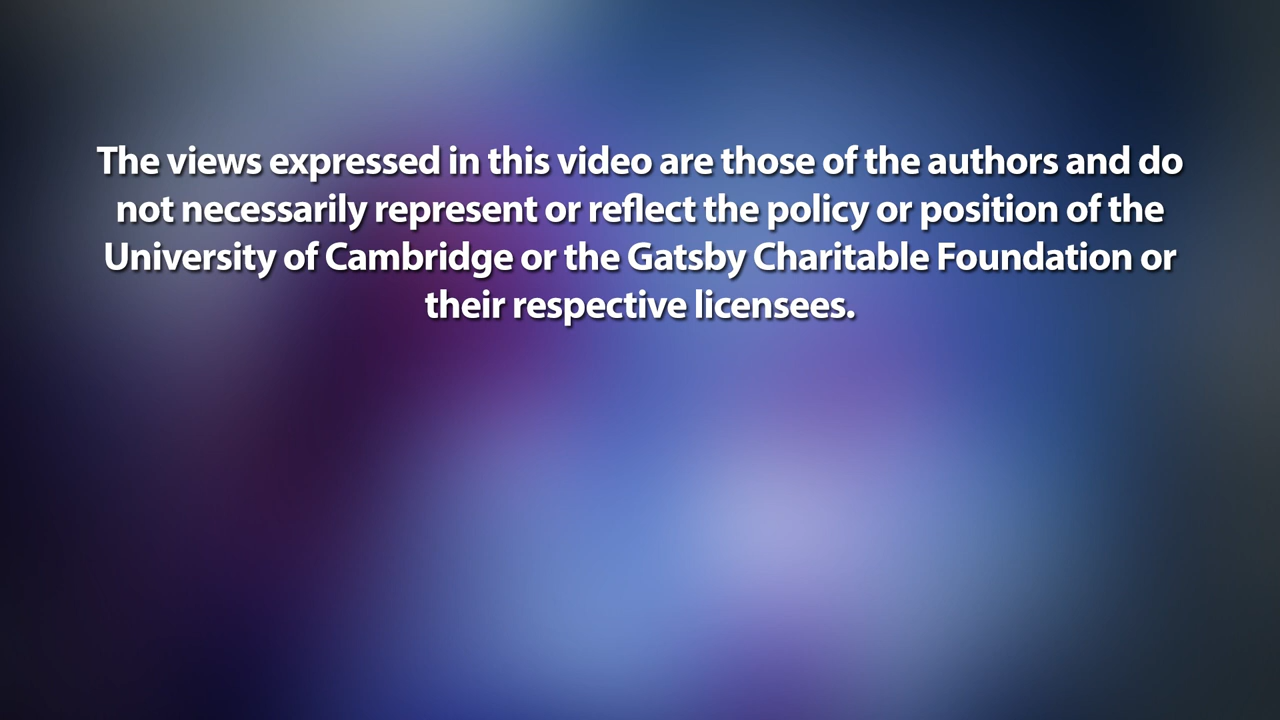 The views expressed in this video are those of the authors and do
not necessarily represent or reflect the policy or position of the
University of Cambridge or the Gatsby Charitable Foundation or
their respective licensees.